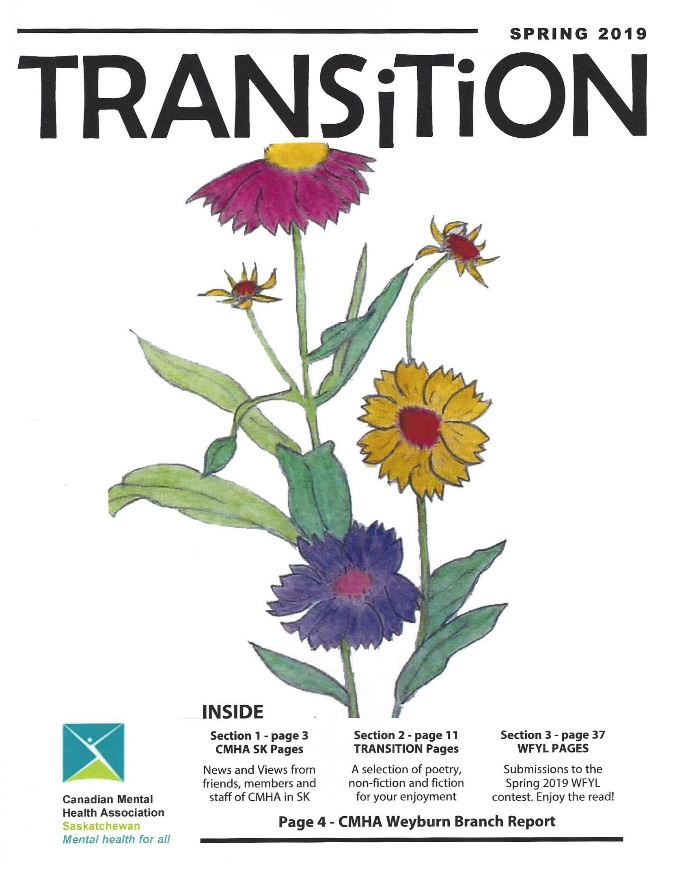 SPRING 2019
TRANSiTiON
INSIDE
Section 1 - page 3
CMHA SK Pages
News and Views from
friends, members and
staff of CMHA in SK
Section 2 - page 11
TRANSITION Pages
A selection of poetry,
non-fiction and fiction
for your enjoyment
Section 3 - page 37
WFYL PAGES
Submissions to the
Spring 2019 WFYL
contest. Enjoy the read!
Page 4 - CMHA Weyburn Branch Report
Canadian Mental
Health Association
Saskatchewan
Mental health for all